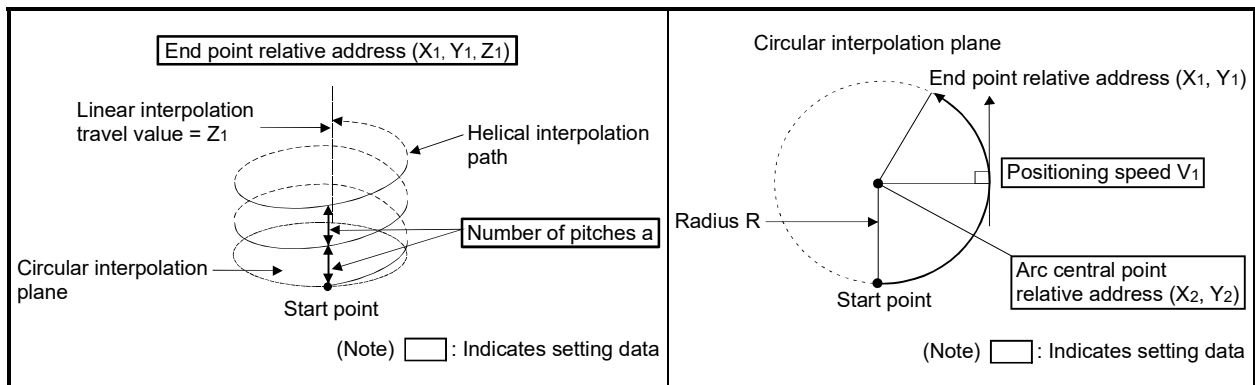 End point relative address (X1, Y1, Z1)
Linear interpolation
travel value = Z1
Helical interpolation
path
Number of pitches a
Circular interpolation
plane
Start point
(Note) : Indicates setting data
Circular interpolation plane
End point relative address (X1, Y1)
Positioning speed V1
Radius R
Arc central point
relative address (X2, Y2)
Start point
(Note) : Indicates setting data